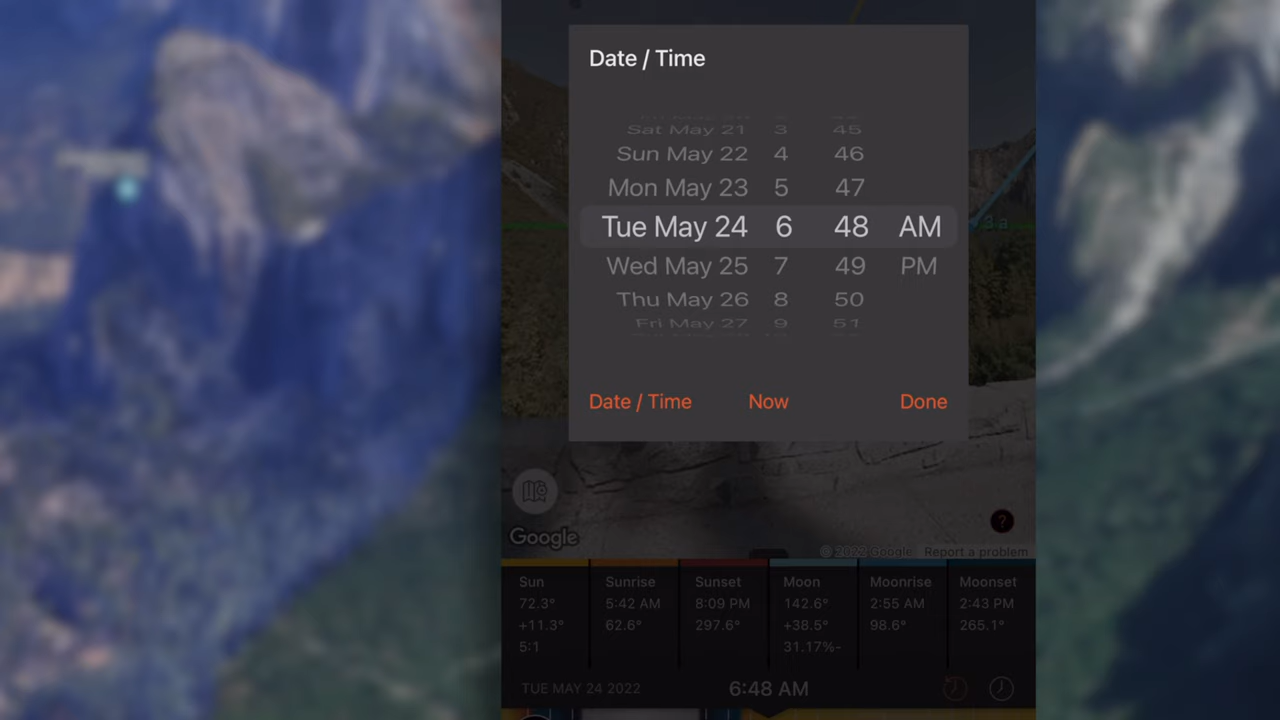 Date / Time
Sat May 21 3 45
Sun May 22 4 46
Mon May 23 5 47
Tue May 24 6 48 AM
Wed May 25 7 49 PM
Thu May 26 8 50
Fri May 27 9 51
Date / Time Now Done
3 a
?
Google
© 2022 Google Report a problem
Sun Sunrise Sunset Moon Moonrise Moonset
72.3° 5:42 AM 8:09 PM 142.6° 2:55 AM 2:43 PM
+11.3° 62.6° 297.6° +38.5° 98.6° 265.1°
5:1 31.17%-
TUE MAY 24 2022 6:48 AM